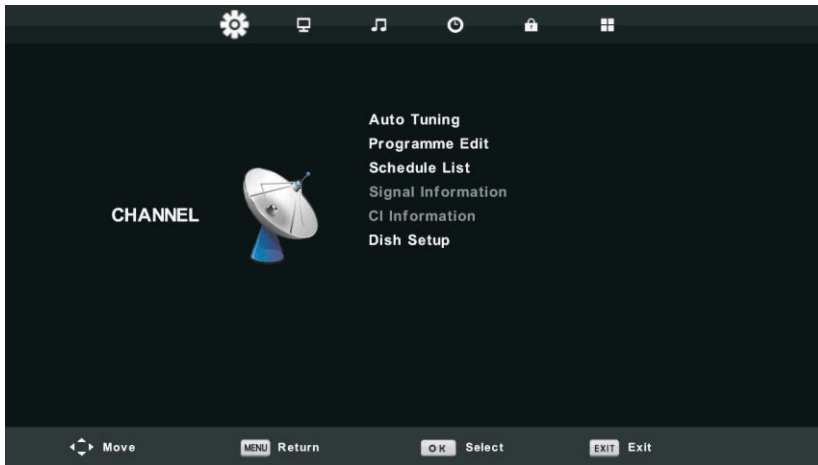 Auto Tuning
Programme Edit
Schedule List
Signal Information
CI Information
Dish Setup
CHANNEL
Move MENU Return OK Select EXIT Exit